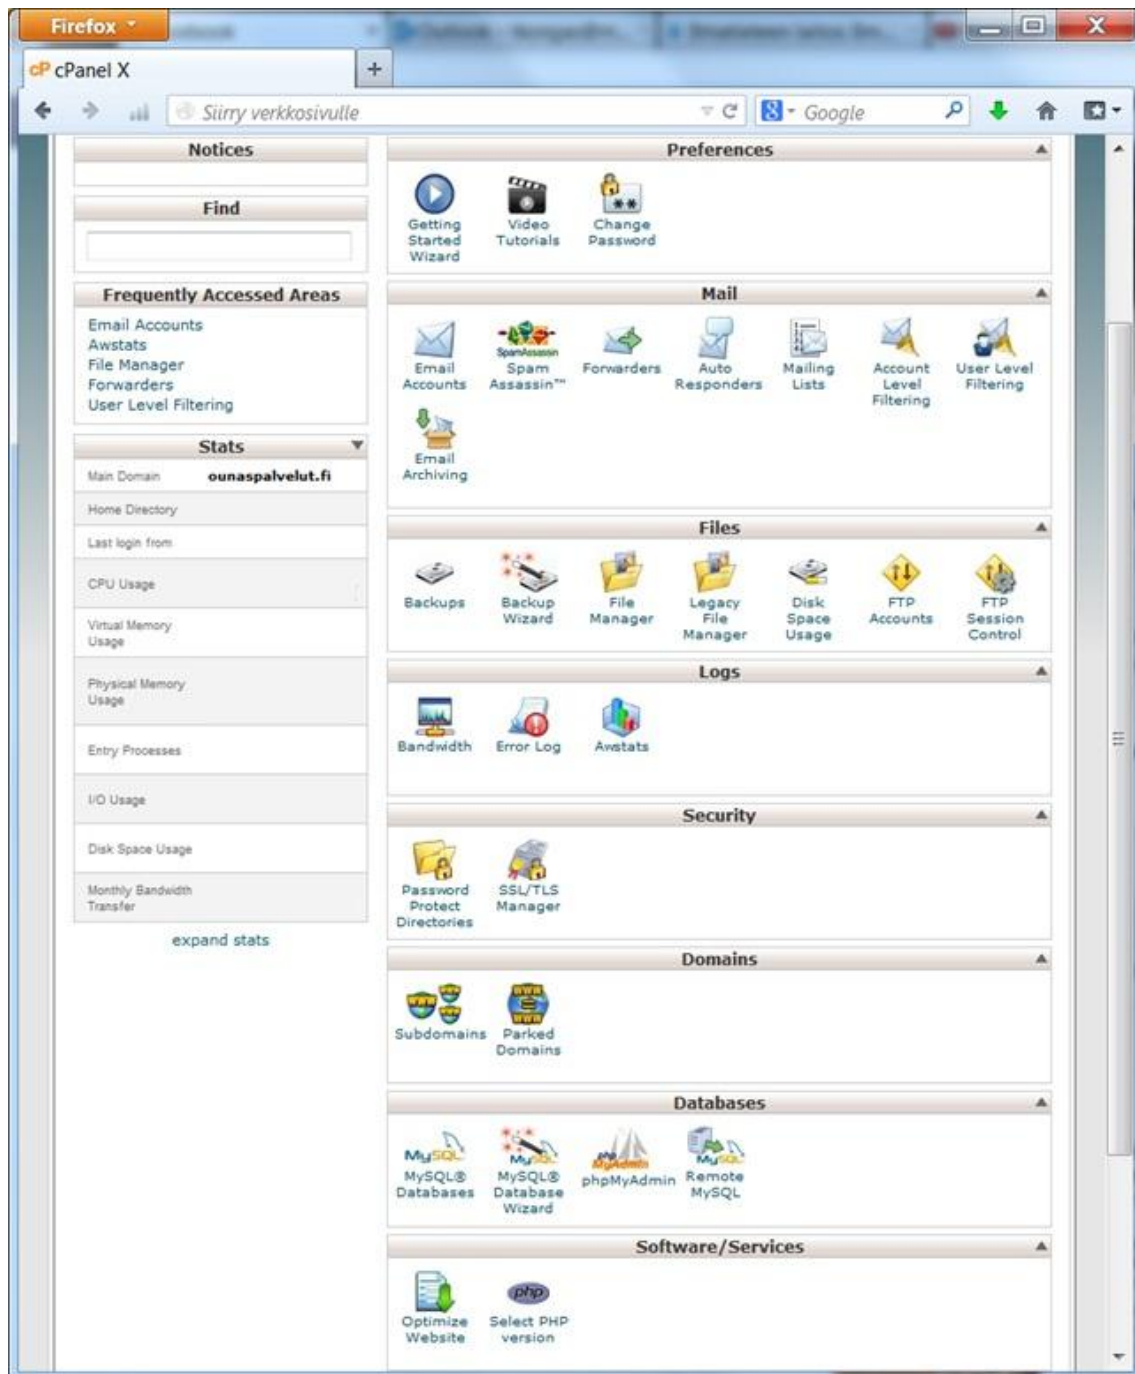 Firefox
cPanel X
Siirry verkkosivulle
Google
Notices
Find
Frequently Accessed Areas
Email Accounts
Awstats
File Manager
Forwarders
User Level Filtering
Stats
Main Domain ounaspalvelut.fi
Home Directory
Last login from
CPU Usage
Virtual Memory
Usage
Physical Memory
Usage
Entry Processes
I/O Usage
Disk Space Usage
Monthly Bandwidth
Transfer
expand stats
Preferences
Getting
Started
Wizard
Video
Tutorials
Change
Password
Mail
Email
Accounts
SpamAssassin
Spam
Assassin™
Forwarders
Auto
Responders
Mailing
Lists
Account
Level
Filtering
User Level
Filtering
Email
Archiving
Files
Backups
Backup
Wizard
File
Manager
Legacy
File
Manager
Disk
Space
Usage
FTP
Accounts
FTP
Session
Control
Logs
Bandwidth
Error Log
Awstats
Security
Password
Protect
Directories
SSL/TLS
Manager
Domains
Subdomains
Parked
Domains
Databases
MySQL
MySQL®
Databases
MySQL
MySQL®
Database
Wizard
php
MyAdmin
phpMyAdmin
MySQL
Remote
MySQL
Software/Services
Optimize
Website
php
Select PHP
version